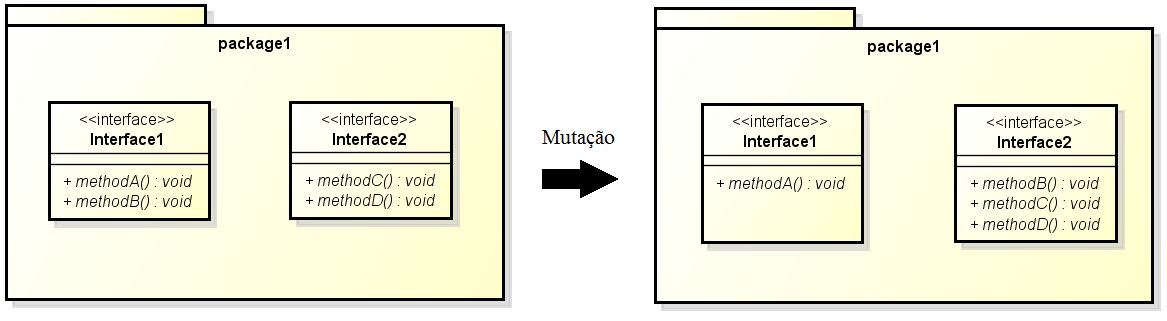 package1
<<interface>>
Interface1
+ methodA() : void
+ methodB() : void
<<interface>>
Interface2
+ methodC() : void
+ methodD() : void
Mutação
package1
<<interface>>
Interface1
+ methodA() : void
<<interface>>
Interface2
+ methodB() : void
+ methodC() : void
+ methodD() : void